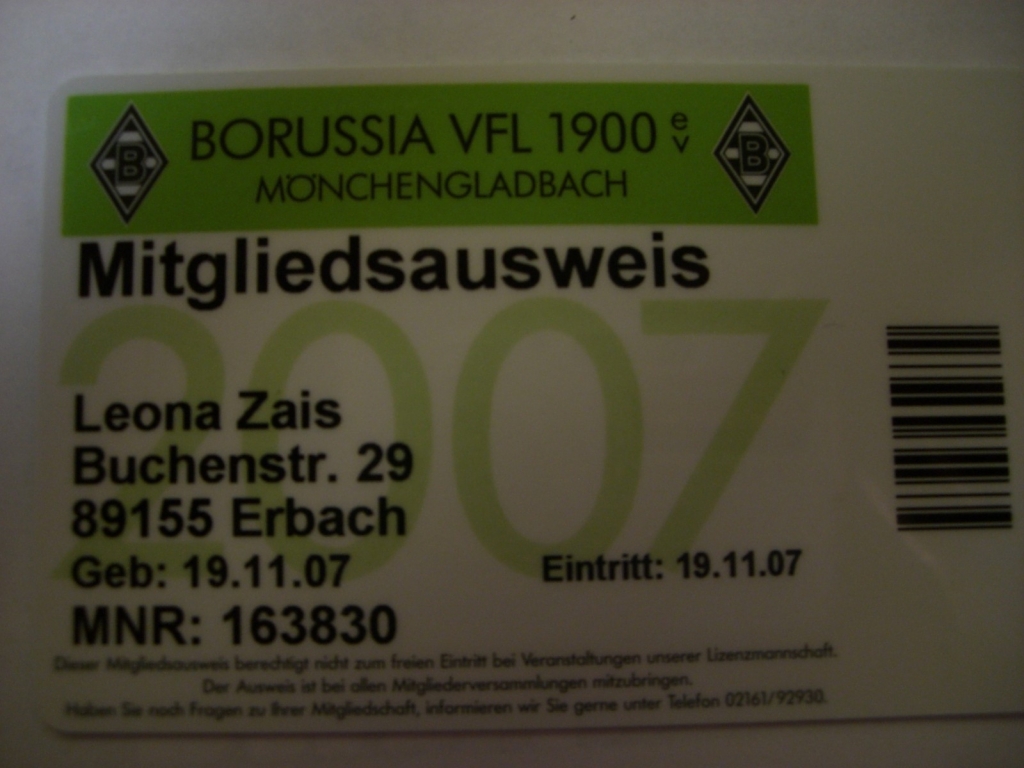 BORUSSIA VFL 1900 e V
MÖNCHENGLADBACH
B B
Mitgliedsausweis
2007
Leona Zais
Buchenstr. 29
89155 Erbach
Geb: 19.11.07 Eintritt: 19.11.07
MNR: 163830
Dieser Mitgliedsausweis berechtigt nicht zum freien Eintritt bei Veranstaltungen unserer Lizenzmannschaft.
Der Ausweis ist bei allen Mitgliederversammlungen mitzubringen.
Haben Sie noch Fragen zu Ihrer Mitgliedschaft, informieren wir Sie gerne unter Telefon 02161/92930.